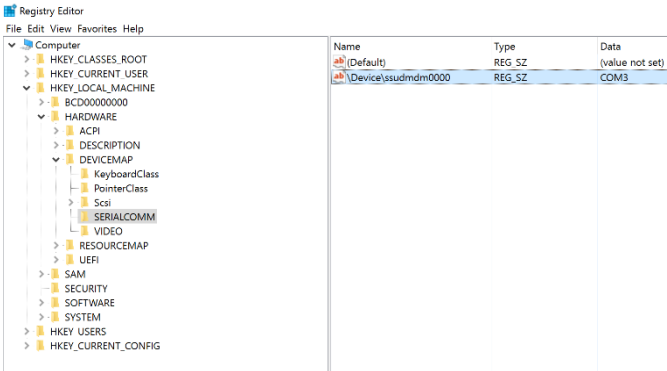 Registry Editor
File Edit View Favorites Help
Computer
HKEY_CLASSES_ROOT
HKEY_CURRENT_USER
HKEY_LOCAL_MACHINE
BCD00000000
HARDWARE
ACPI
DESCRIPTION
DEVICEMAP
KeyboardClass
PointerClass
Scsi
SERIALCOMM
VIDEO
RESOURCEMAP
UEFI
SAM
SECURITY
SOFTWARE
SYSTEM
HKEY_USERS
HKEY_CURRENT_CONFIG
Name Type Data
ab (Default) REG_SZ (value not set)
ab \Device\ssudmdm0000 REG_SZ COM3